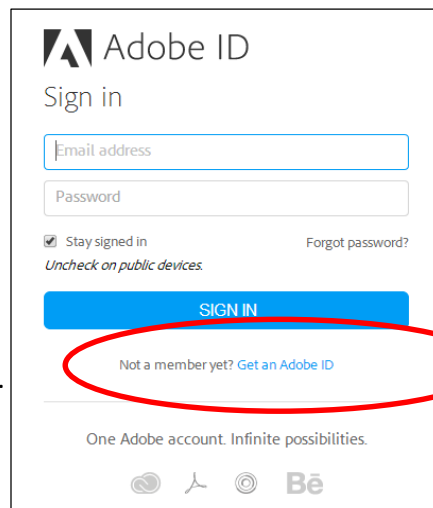 Adobe ID
Sign in
Email address
Password
Stay signed in Forgot password?
Uncheck on public devices.
SIGN IN
Not a member yet? Get an Adobe ID
.
One Adobe account. Infinite possibilities.
Bē